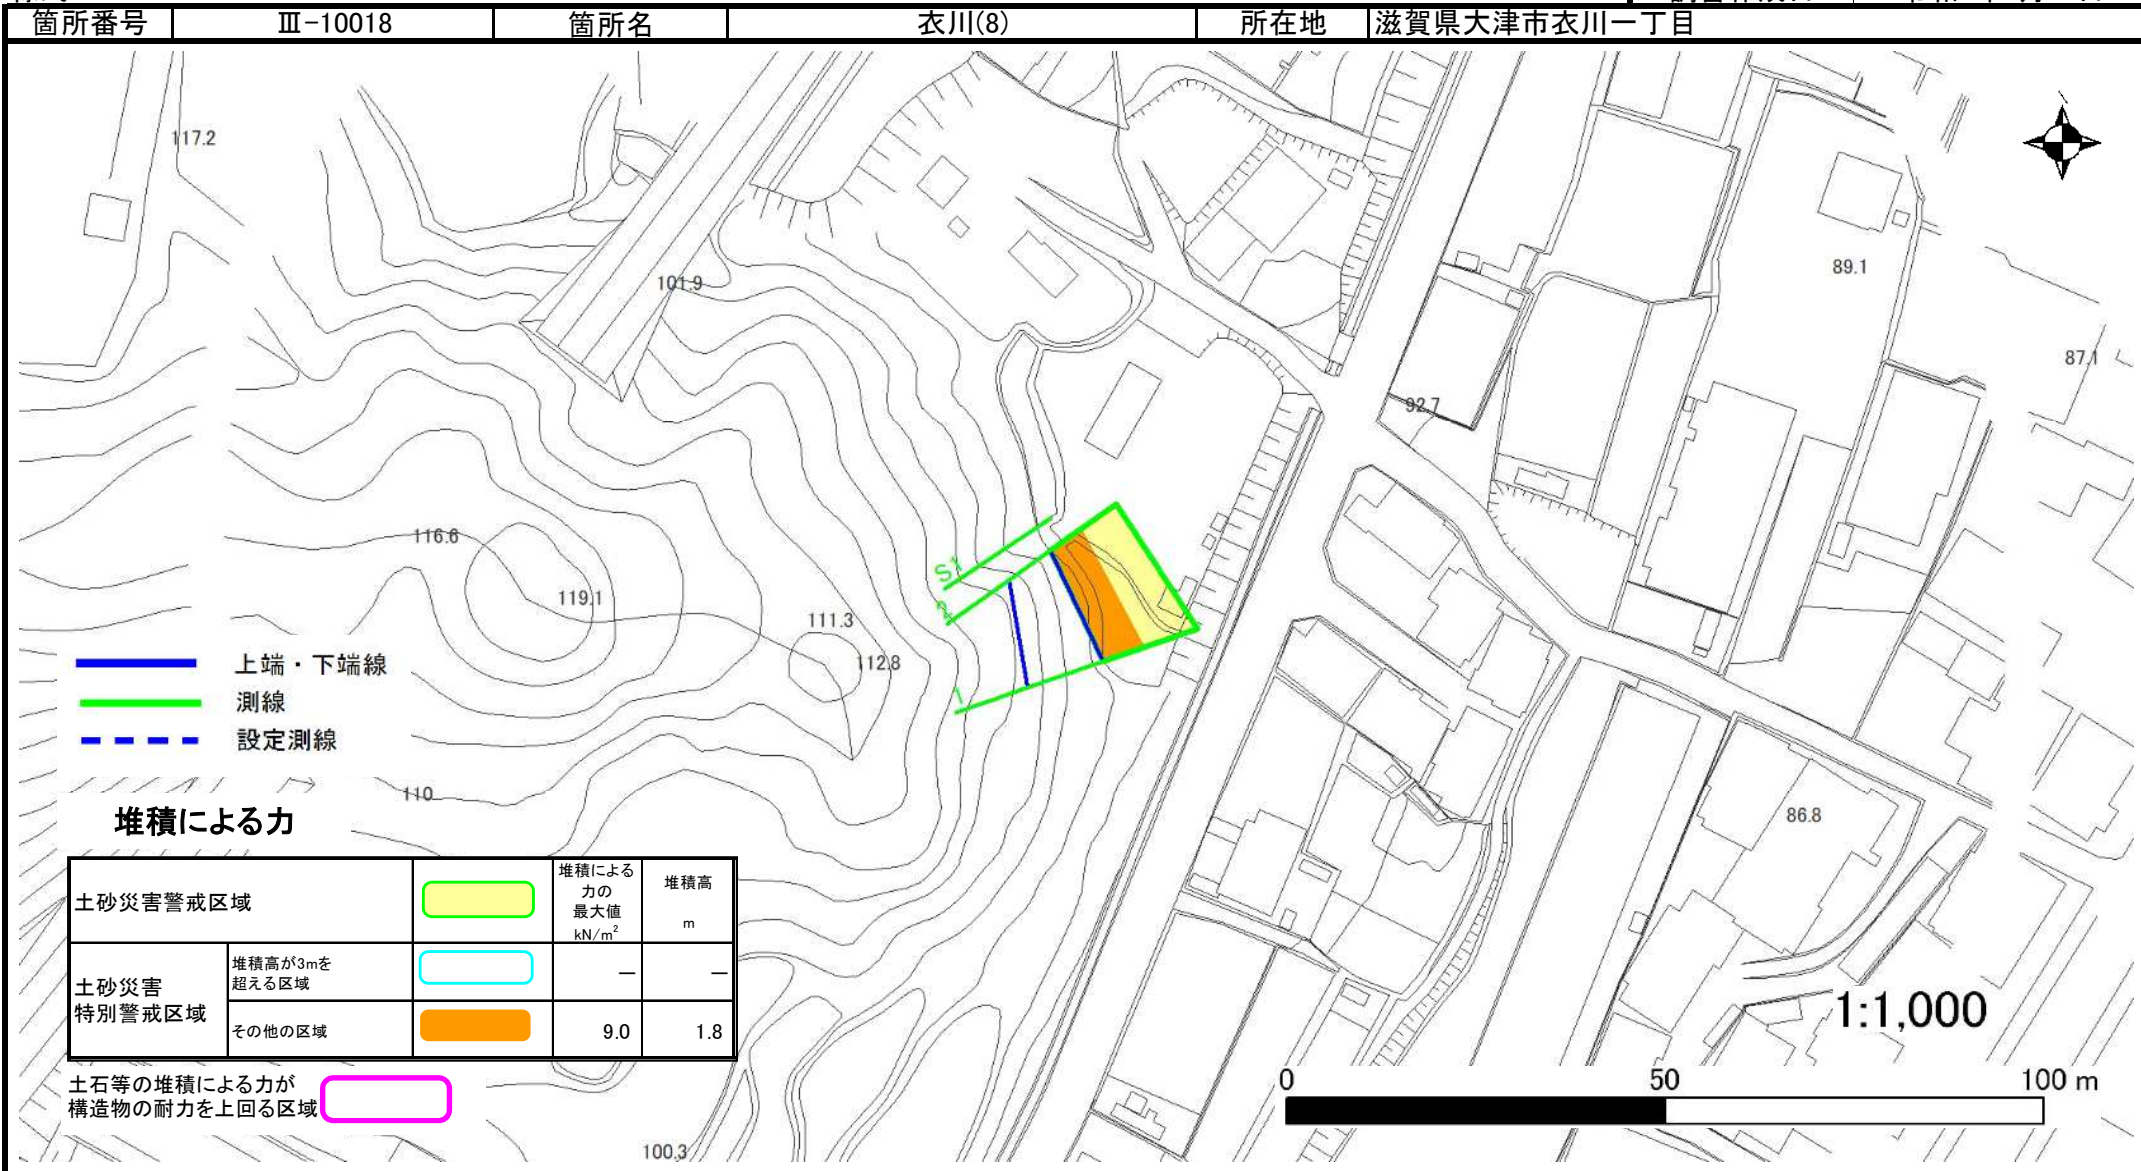 箇所番号 Ⅲ-10018 箇所名 衣川(8) 所在地 滋賀県大津市衣川一丁目
117.2
101.9
89.1
87.1
92.7
116.6
119.1
111.3
112.8
110
86.8
100.3
S1
2
1
上端・下端線
測線
設定測線
堆積による力
土砂災害警戒区域
堆積による
力の
最大値
kN/m²
堆積高
m
土砂災害
特別警戒区域
堆積高が3mを
超える区域
― ―
その他の区域 9.0 1.8
土石等の堆積による力が
構造物の耐力を上回る区域
1:1,000
0 50 100 m